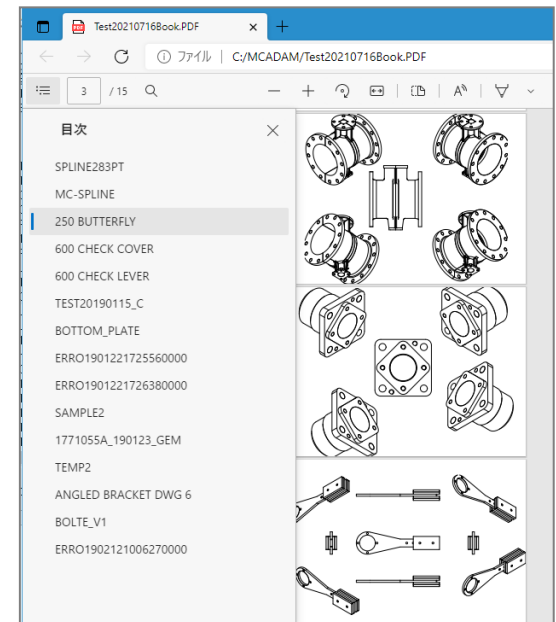 Test20210716Book.PDF
ファイル | C:/MCADAM/Test20210716Book.PDF
3 / 15
目次
SPLINE283PT
MC-SPLINE
250 BUTTERFLY
600 CHECK COVER
600 CHECK LEVER
TEST20190115_C
BOTTOM_PLATE
ERRO1901221725560000
ERRO1901221726380000
SAMPLE2
1771055A_190123_GEM
TEMP2
ANGLED BRACKET DWG 6
BOLTE_V1
ERRO1902121006270000